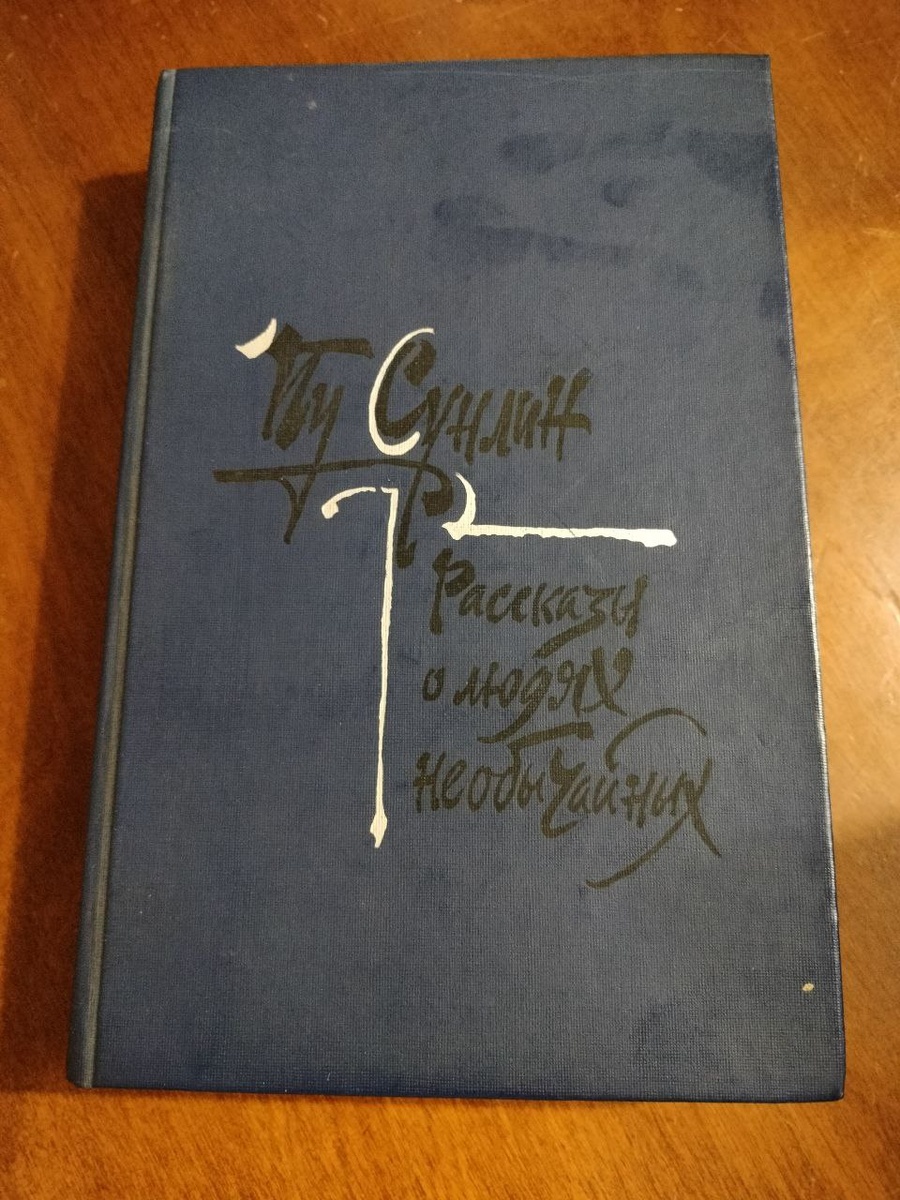 Пу Сунлин
Рассказы
о людях
необычайных